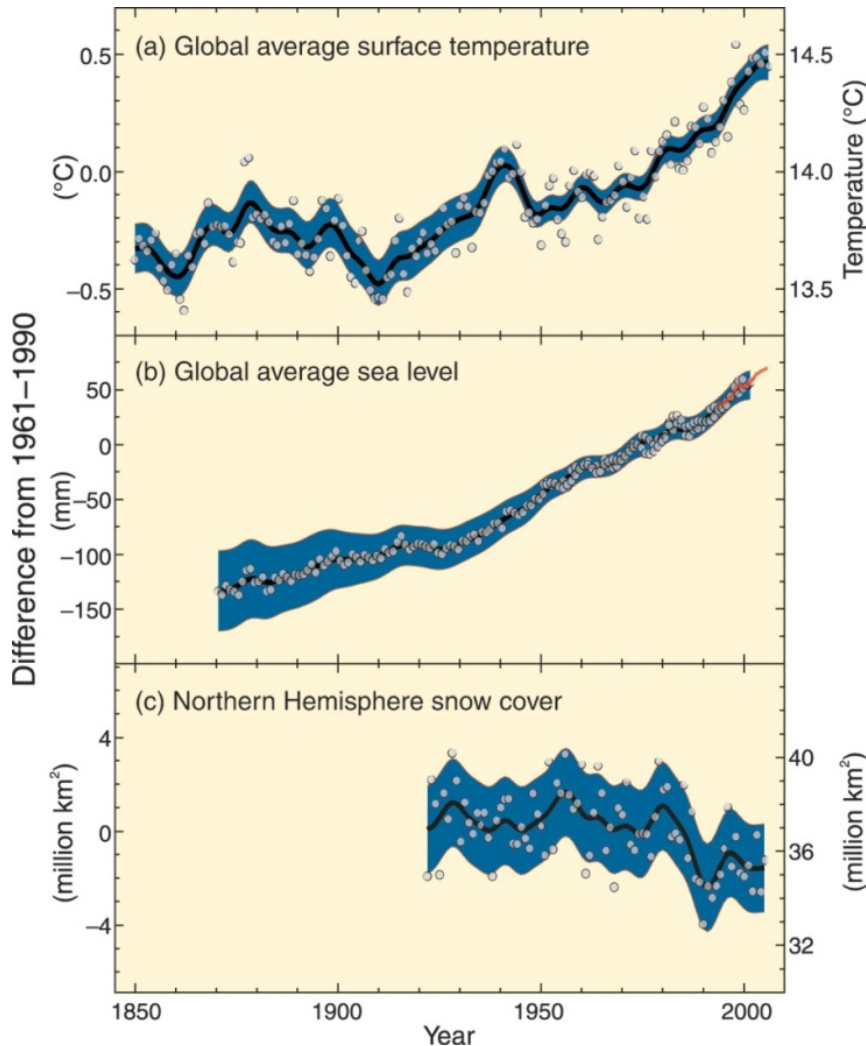 (a) Global average surface temperature
0.5
0.0
−0.5
(°C)
14.5
14.0
13.5
Temperature (°C)
Difference from 1961–1990
(b) Global average sea level
50
0
−50
−100
−150
(mm)
(c) Northern Hemisphere snow cover
4
0
−4
(million km²)
40
36
32
(million km²)
1850
1900
1950
2000
Year